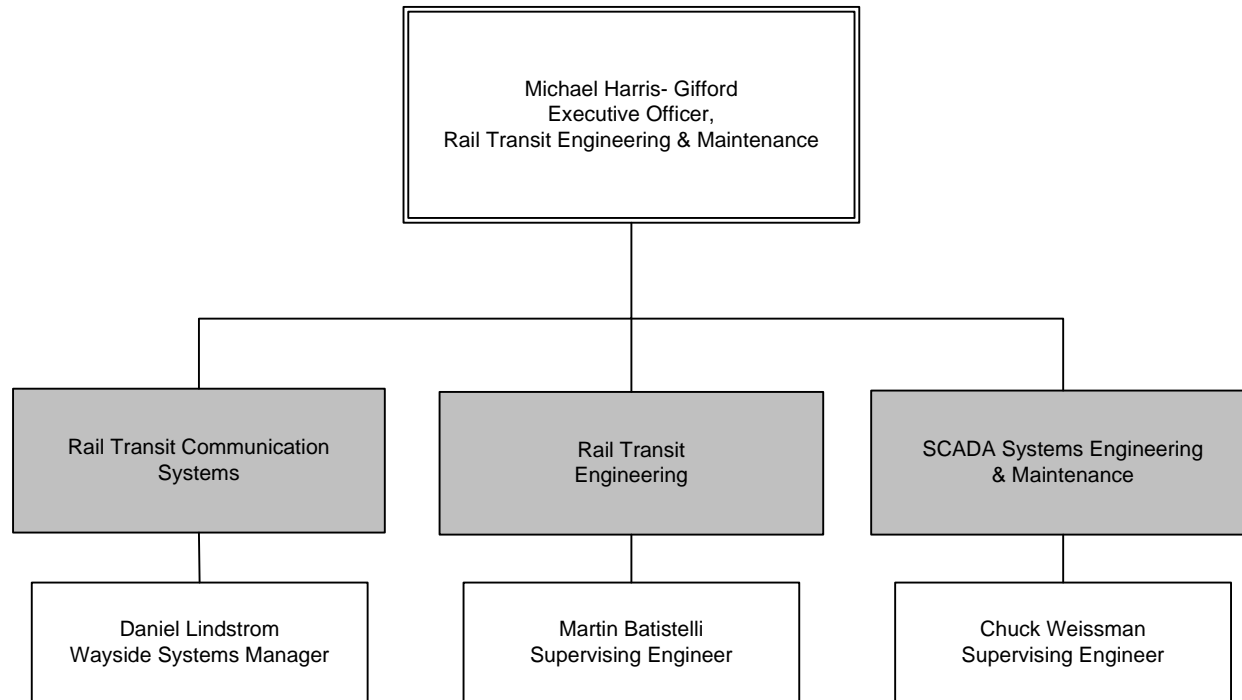 Michael Harris- Gifford
Executive Officer,
Rail Transit Engineering & Maintenance
Rail Transit Communication
Systems
Rail Transit
Engineering
SCADA Systems Engineering
& Maintenance
Daniel Lindstrom
Wayside Systems Manager
Martin Batistelli
Supervising Engineer
Chuck Weissman
Supervising Engineer